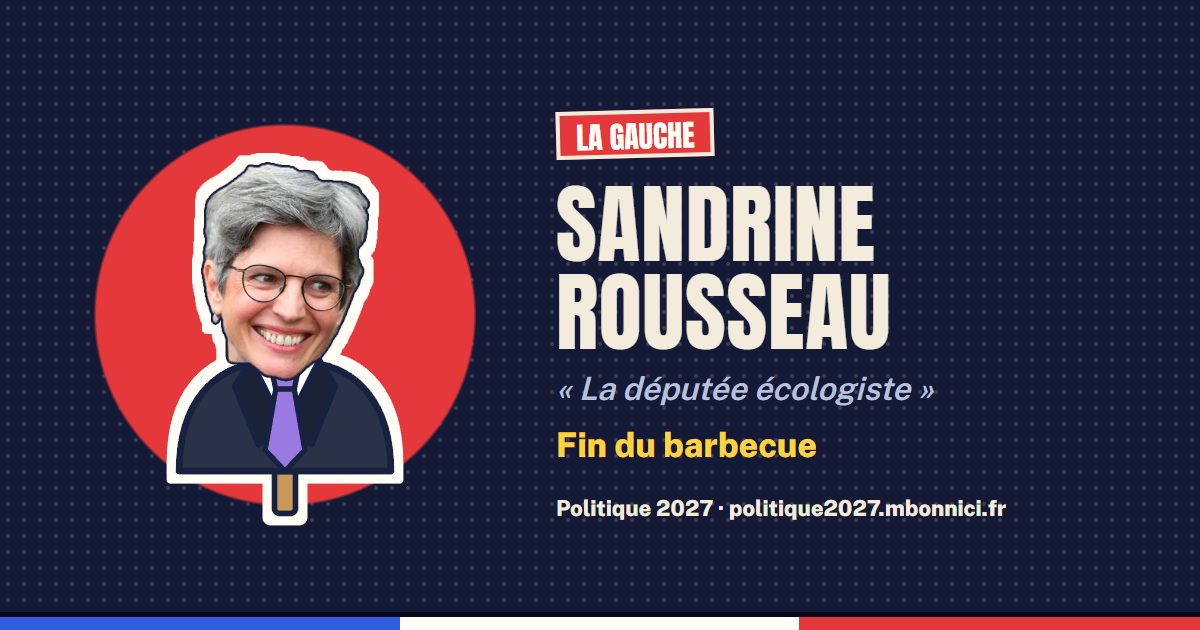 LA GAUCHE
SANDRINE
ROUSSEAU
« La députée écologiste »
Fin du barbecue
Politique 2027 · politique2027.mbonnici.fr